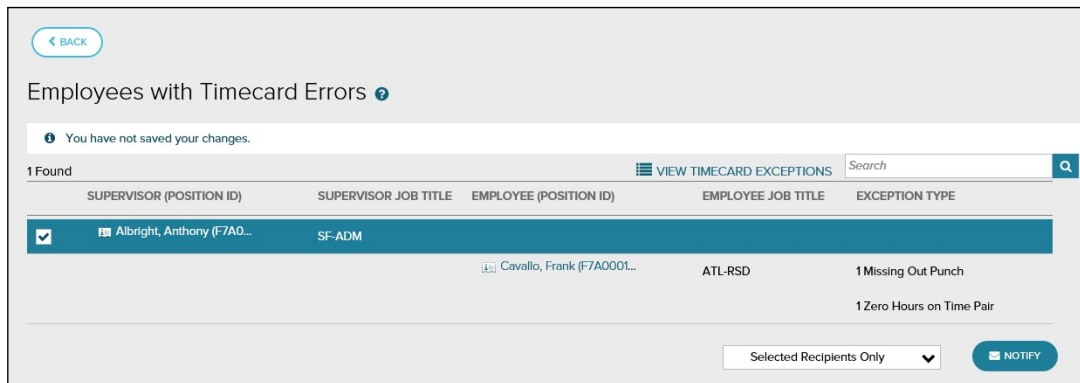 BACK
Employees with Timecard Errors ?
i You have not saved your changes.
1 Found VIEW TIMECARD EXCEPTIONS Search
SUPERVISOR (POSITION ID) SUPERVISOR JOB TITLE EMPLOYEE (POSITION ID) EMPLOYEE JOB TITLE EXCEPTION TYPE
Albright, Anthony (F7A0... SF-ADM
Cavallo, Frank (F7A0001... ATL-RSD 1 Missing Out Punch
1 Zero Hours on Time Pair
Selected Recipients Only NOTIFY